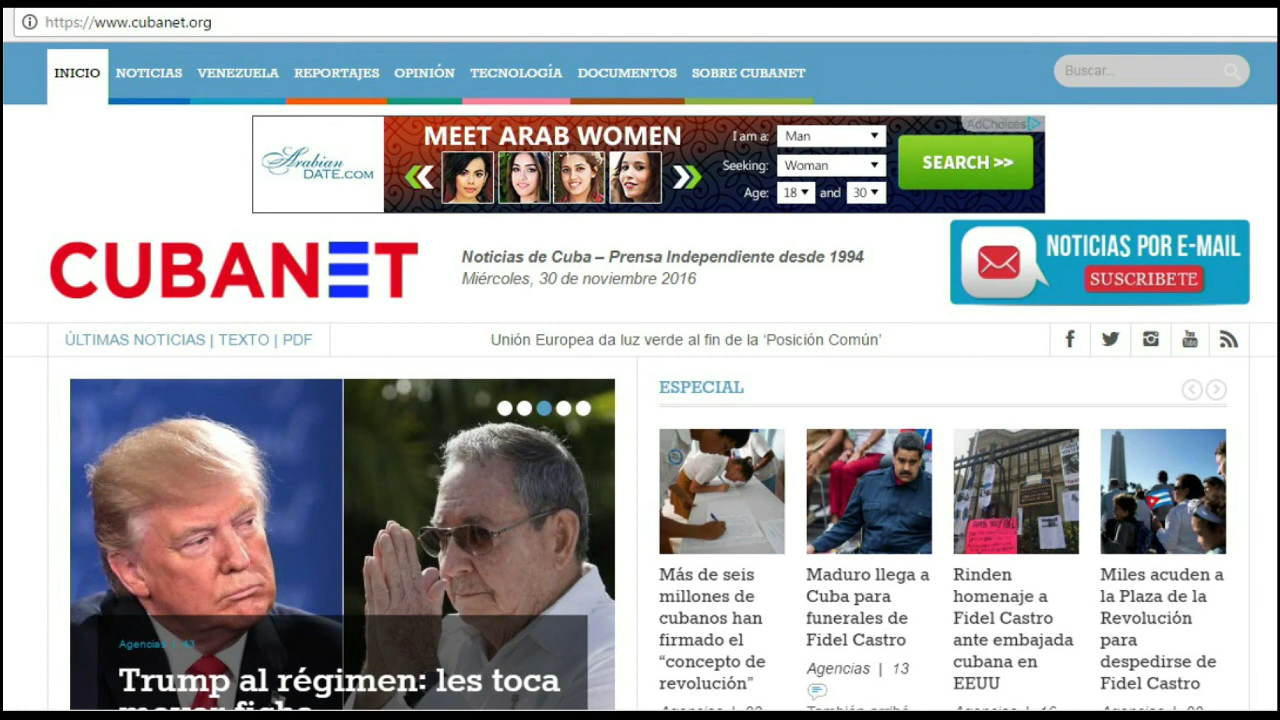 https://www.cubanet.org
INICIO NOTICIAS VENEZUELA REPORTAJES OPINIÓN TECNOLOGÍA DOCUMENTOS SOBRE CUBANET
Buscar...
AdChoices
Arabian
DATE.COM
MEET ARAB WOMEN
I am a: Man
Seeking: Woman
Age: 18 and 30
SEARCH >>
CUBANET
Noticias de Cuba – Prensa Independiente desde 1994
Miércoles, 30 de noviembre 2016
NOTICIAS POR E-MAIL
SUSCRIBETE
ÚLTIMAS NOTICIAS | TEXTO | PDF
Unión Europea da luz verde al fin de la ‘Posición Común’
Agencias | 43
Trump al régimen: les toca
mover ficha
ESPECIAL
Más de seis
millones de
cubanos han
firmado el
“concepto de
revolución”
Maduro llega a
Cuba para
funerales de
Fidel Castro
Agencias | 13
También arribó
Rinden
homenaje a
Fidel Castro
ante embajada
cubana en
EEUU
Miles acuden a
la Plaza de la
Revolución
para
despedirse de
Fidel Castro